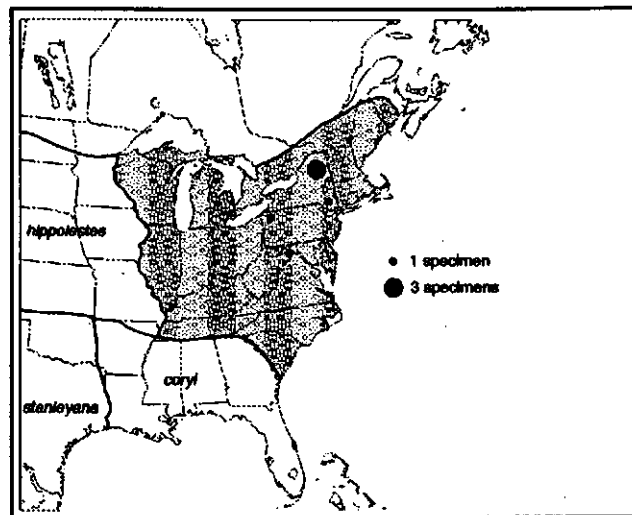 hippolestes
1 specimen
3 specimens
coryi
stanleyana